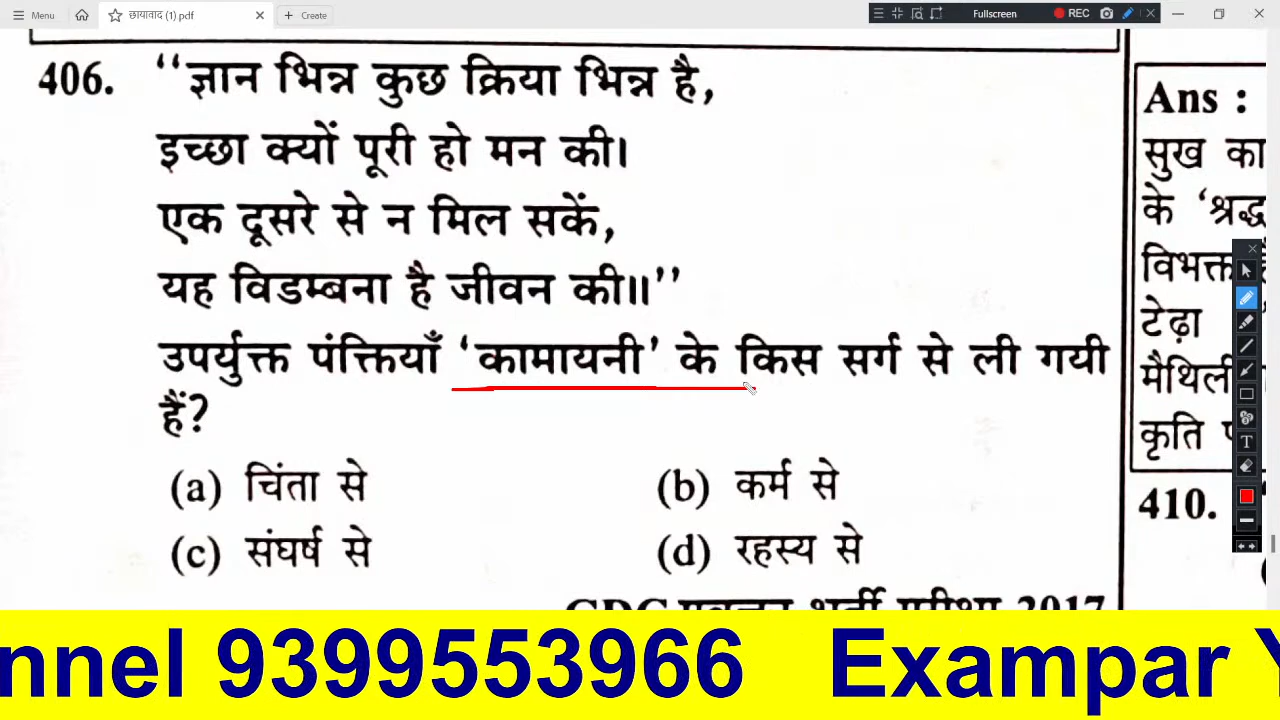 Menu
छायावाद (1).pdf
Create
Fullscreen
REC
406. ‘‘ज्ञान भिन्न कुछ क्रिया भिन्न है,
इच्छा क्यों पूरी हो मन की।
एक दूसरे से न मिल सकें,
यह विडम्बना है जीवन की॥’’
उपर्युक्त पंक्तियाँ ‘कामायनी’ के किस सर्ग से ली गयी
हैं?
(a) चिंता से (b) कर्म से
(c) संघर्ष से (d) रहस्य से
2017
Ans :
सुख का
के ‘श्रद्ध
विभक्त
टेढ़ा
मैथिली
कृति
410.
nnel 9399553966 Exampar Y